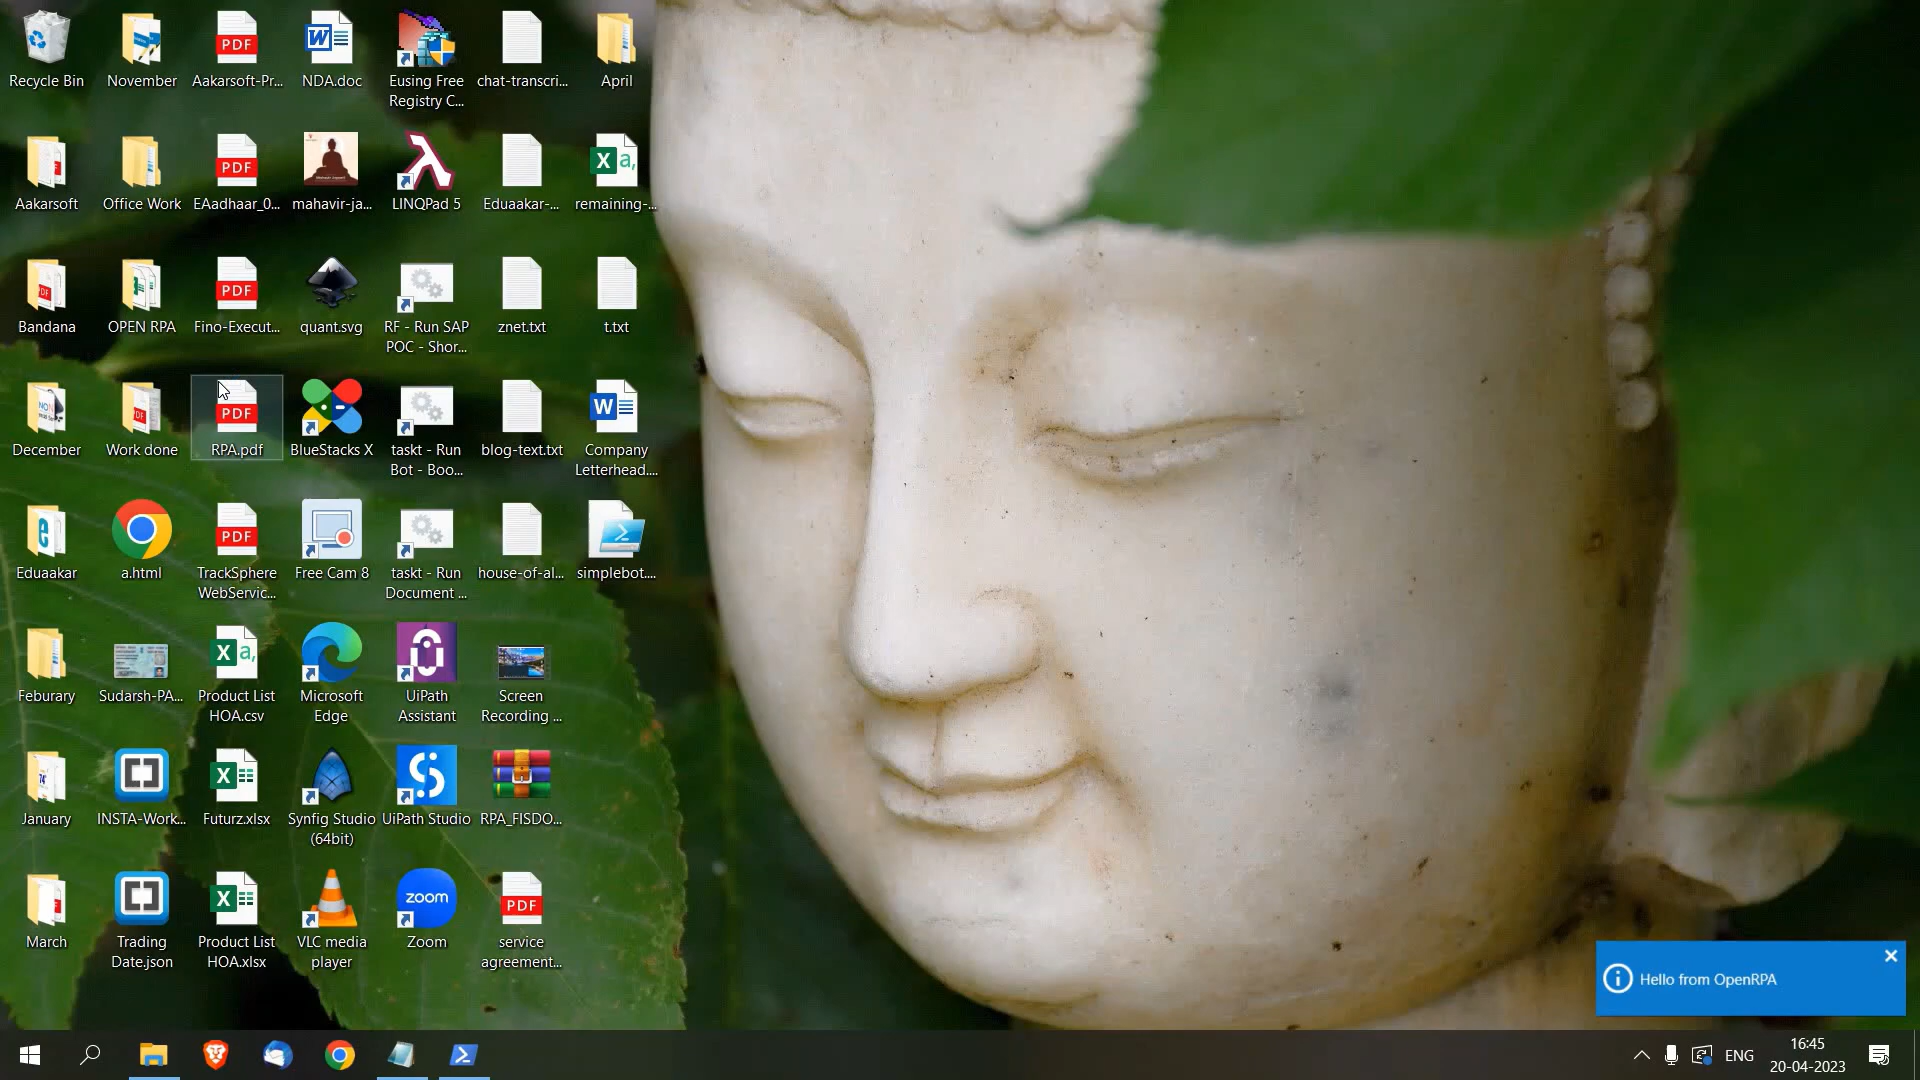 Recycle Bin
November
Aakarsoft-Pr...
NDA.doc
Eusing Free
Registry C...
chat-transcri...
April
Aakarsoft
Office Work
EAadhaar_0...
mahavir-ja...
LINQPad 5
Eduaakar-...
remaining-...
Bandana
OPEN RPA
Fino-Execut...
quant.svg
RF - Run SAP
POC - Shor...
znet.txt
t.txt
December
Work done
RPA.pdf
BlueStacks X
taskt - Run
Bot - Boo...
blog-text.txt
Company
Letterhead....
Eduaakar
a.html
TrackSphere
WebServic...
Free Cam 8
taskt - Run
Document ...
house-of-al...
simplebot....
Feburary
Sudarsh-PA...
Product List
HOA.csv
Microsoft
Edge
UiPath
Assistant
Screen
Recording ...
January
INSTA-Work...
Futurz.xlsx
Synfig Studio
(64bit)
UiPath Studio
RPA_FISDO...
March
Trading
Date.json
Product List
HOA.xlsx
VLC media
player
zoom
Zoom
service
agreement...
Hello from OpenRPA
ENG
16:45
20-04-2023